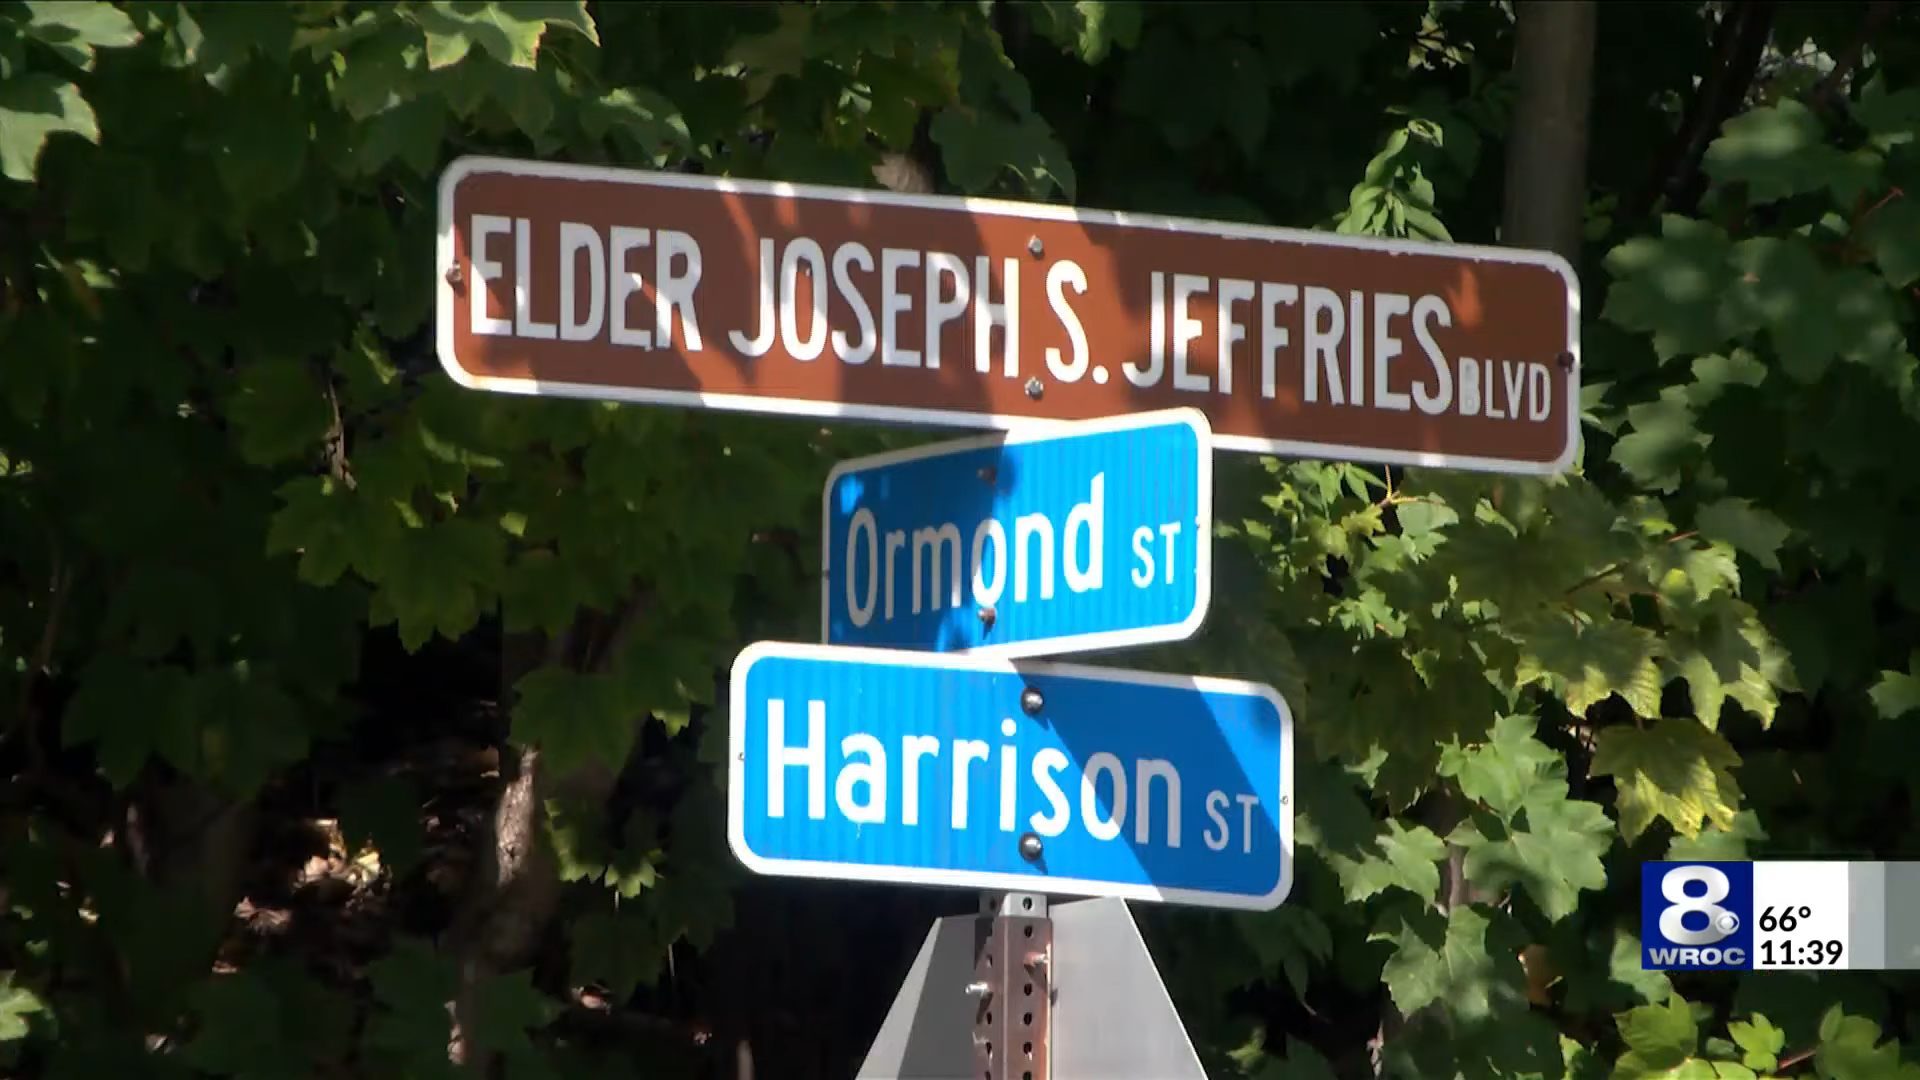 ELDER JOSEPH S. JEFFRIES BLVD
Ormond ST
Harrison ST
8
WROC
66°
11:39